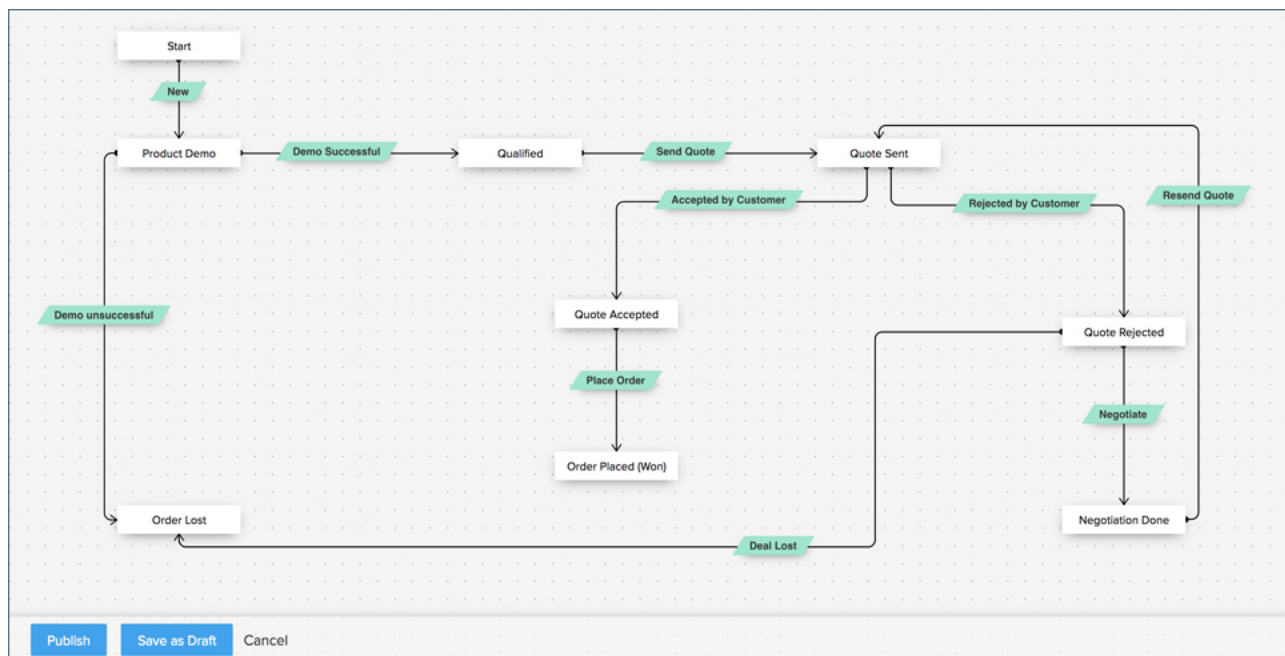 Start
New
Product Demo
Demo Successful
Qualified
Send Quote
Quote Sent
Accepted by Customer
Rejected by Customer
Resend Quote
Demo unsuccessful
Quote Accepted
Quote Rejected
Place Order
Negotiate
Order Placed (Won)
Order Lost
Negotiation Done
Deal Lost
Publish
Save as Draft
Cancel